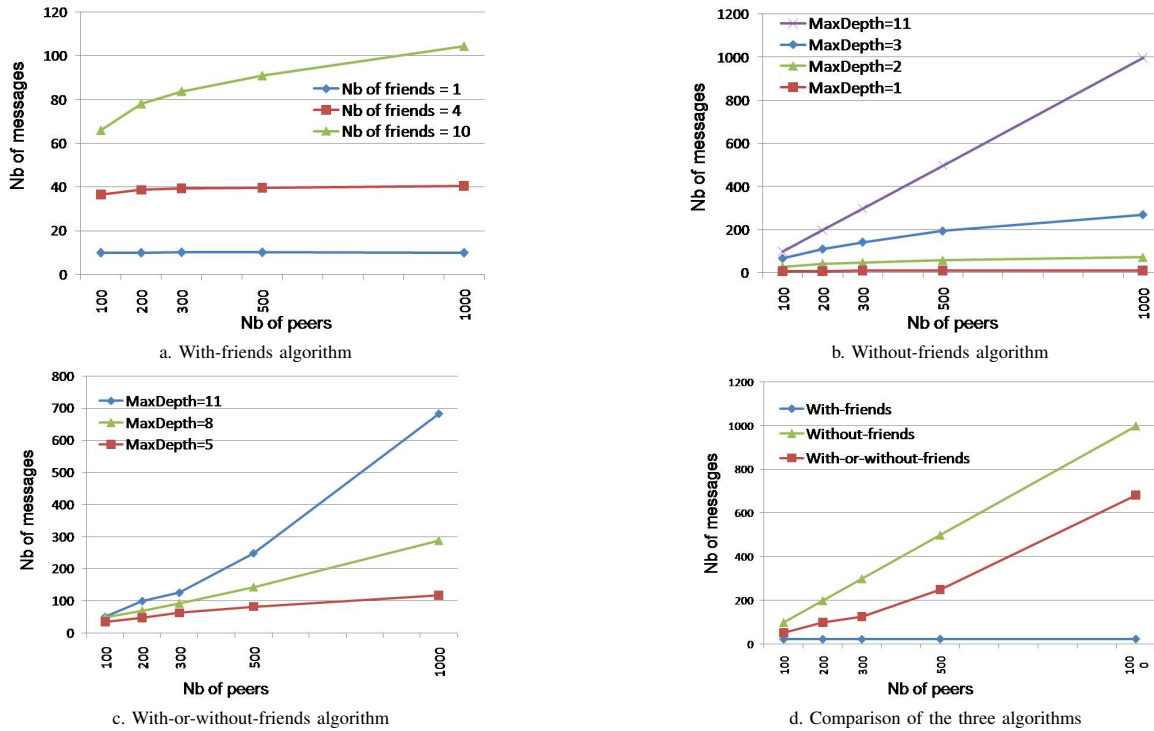 120
100
80
60
40
20
0
Nb of messages
Nb of friends = 1
Nb of friends = 4
Nb of friends = 10
100
200
300
500
1000
Nb of peers
a. With-friends algorithm
1200
1000
800
600
400
200
0
Nb of messages
MaxDepth=11
MaxDepth=3
MaxDepth=2
MaxDepth=1
100
200
300
500
1000
Nb of peers
b. Without-friends algorithm
800
700
600
500
400
300
200
100
0
Nb of messages
MaxDepth=11
MaxDepth=8
MaxDepth=5
100
200
300
500
1000
Nb of peers
c. With-or-without-friends algorithm
1200
1000
800
600
400
200
0
Nb of messages
With-friends
Without-friends
With-or-without-friends
100
200
300
500
100
0
Nb of peers
d. Comparison of the three algorithms